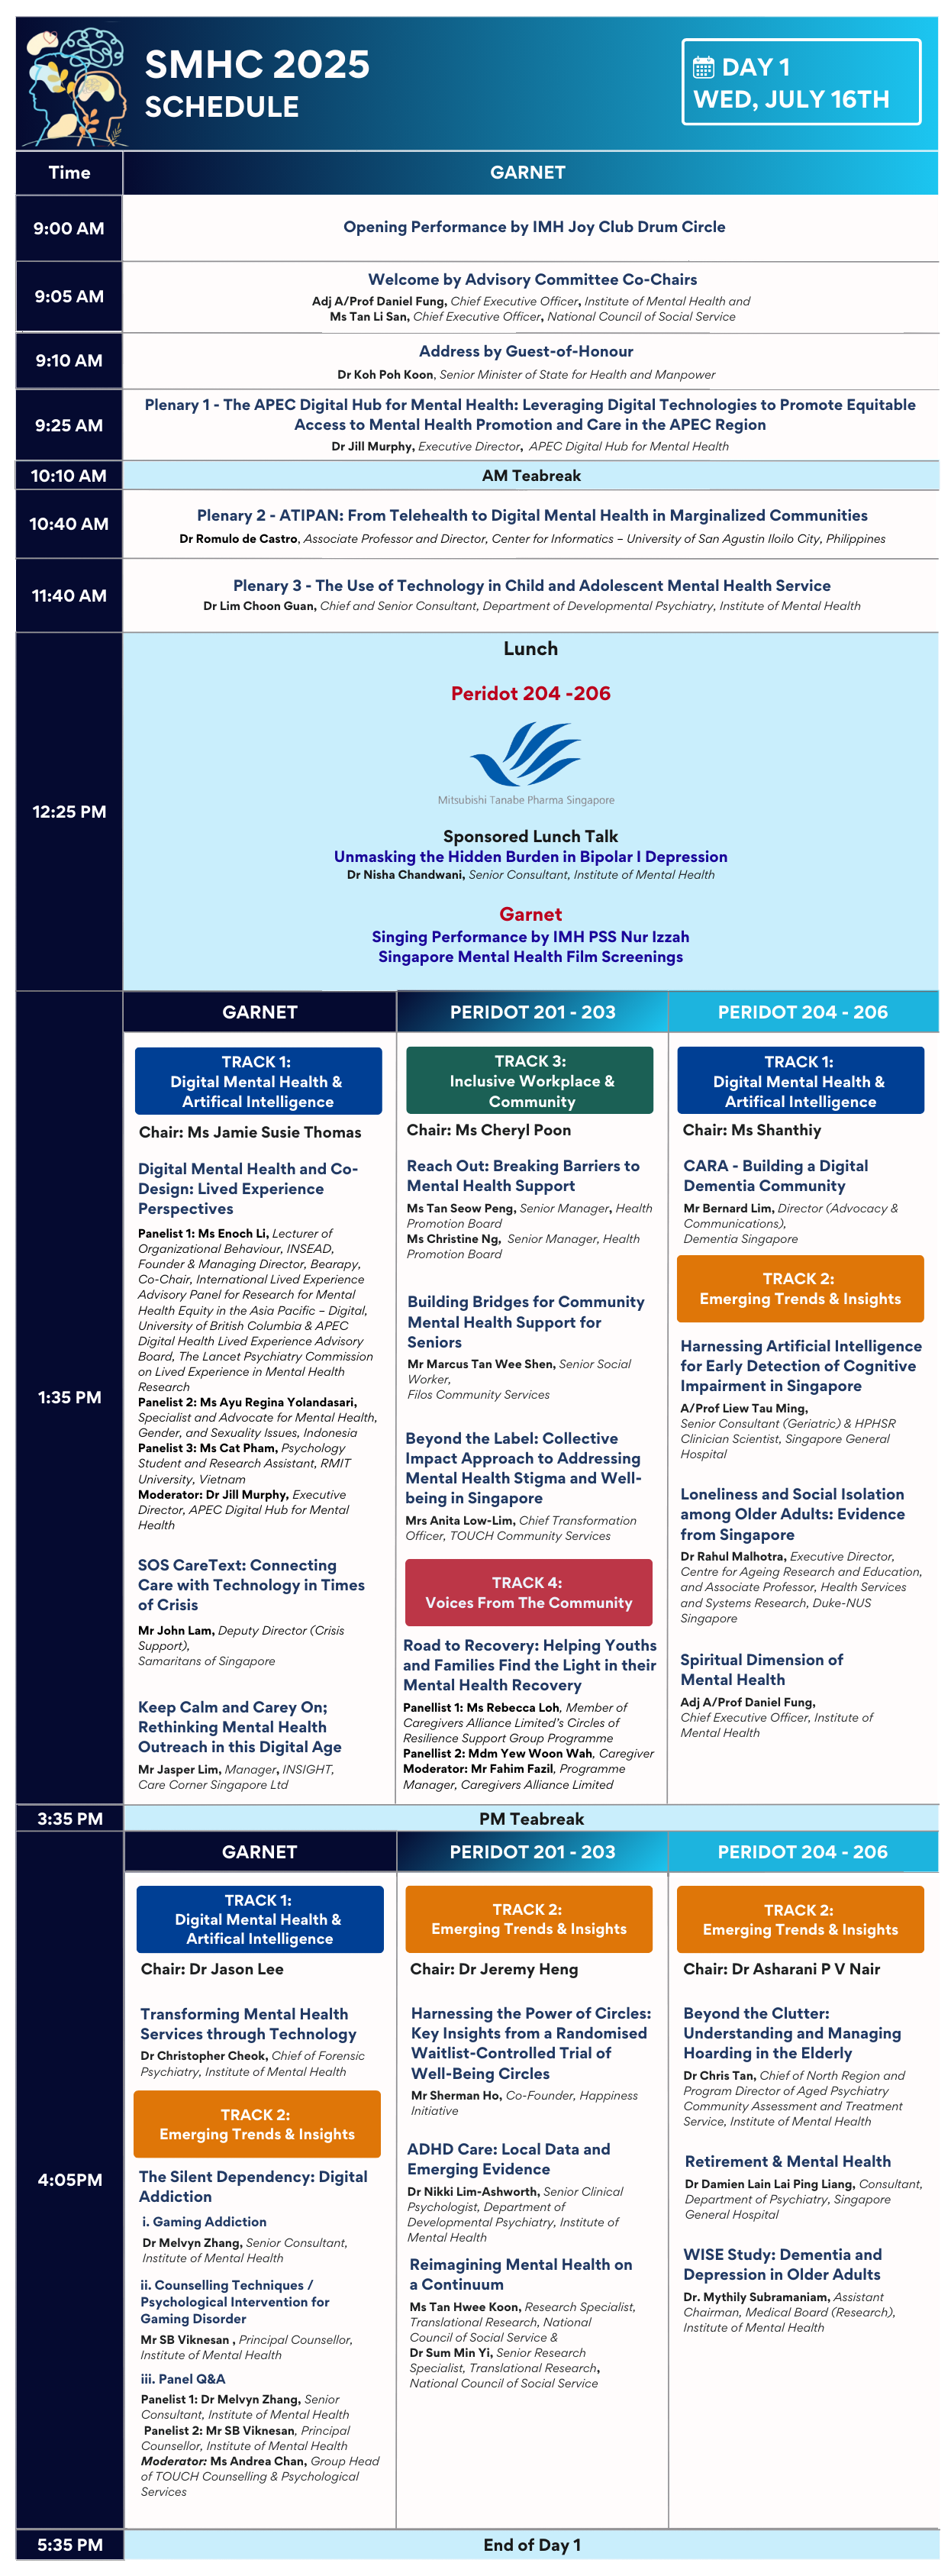 SMHC 2025
SCHEDULE
DAY 1
WED, JULY 16TH
Time
GARNET
9:00 AM
Opening Performance by IMH Joy Club Drum Circle
9:05 AM
Welcome by Advisory Committee Co-Chairs
Adj A/Prof Daniel Fung, Chief Executive Officer, Institute of Mental Health and
Ms Tan Li San, Chief Executive Officer, National Council of Social Service
9:10 AM
Address by Guest-of-Honour
Dr Koh Poh Koon, Senior Minister of State for Health and Manpower
9:25 AM
Plenary 1 - The APEC Digital Hub for Mental Health: Leveraging Digital Technologies to Promote Equitable
Access to Mental Health Promotion and Care in the APEC Region
Dr Jill Murphy, Executive Director, APEC Digital Hub for Mental Health
10:10 AM
AM Teabreak
10:40 AM
Plenary 2 - ATIPAN: From Telehealth to Digital Mental Health in Marginalized Communities
Dr Romulo de Castro, Associate Professor and Director, Center for Informatics – University of San Agustin Iloilo City, Philippines
11:40 AM
Plenary 3 - The Use of Technology in Child and Adolescent Mental Health Service
Dr Lim Choon Guan, Chief and Senior Consultant, Department of Developmental Psychiatry, Institute of Mental Health
12:25 PM
Lunch
Peridot 204 -206
Mitsubishi Tanabe Pharma Singapore
Sponsored Lunch Talk
Unmasking the Hidden Burden in Bipolar I Depression
Dr Nisha Chandwani, Senior Consultant, Institute of Mental Health
Garnet
Singing Performance by IMH PSS Nur Izzah
Singapore Mental Health Film Screenings
1:35 PM
GARNET
TRACK 1:
Digital Mental Health &
Artifical Intelligence
Chair: Ms Jamie Susie Thomas
Digital Mental Health and Co-
Design: Lived Experience
Perspectives
Panelist 1: Ms Enoch Li, Lecturer of
Organizational Behaviour, INSEAD,
Founder & Managing Director, Bearapy,
Co-Chair, International Lived Experience
Advisory Panel for Research for Mental
Health Equity in the Asia Pacific – Digital,
University of British Columbia & APEC
Digital Health Lived Experience Advisory
Board, The Lancet Psychiatry Commission
on Lived Experience in Mental Health
Research
Panelist 2: Ms Ayu Regina Yolandasari,
Specialist and Advocate for Mental Health,
Gender, and Sexuality Issues, Indonesia
Panelist 3: Ms Cat Pham, Psychology
Student and Research Assistant, RMIT
University, Vietnam
Moderator: Dr Jill Murphy, Executive
Director, APEC Digital Hub for Mental
Health
SOS CareText: Connecting
Care with Technology in Times
of Crisis
Mr John Lam, Deputy Director (Crisis
Support),
Samaritans of Singapore
Keep Calm and Carey On;
Rethinking Mental Health
Outreach in this Digital Age
Mr Jasper Lim, Manager, INSIGHT,
Care Corner Singapore Ltd
PERIDOT 201 - 203
TRACK 3:
Inclusive Workplace &
Community
Chair: Ms Cheryl Poon
Reach Out: Breaking Barriers to
Mental Health Support
Ms Tan Seow Peng, Senior Manager, Health
Promotion Board
Ms Christine Ng, Senior Manager, Health
Promotion Board
Building Bridges for Community
Mental Health Support for
Seniors
Mr Marcus Tan Wee Shen, Senior Social
Worker,
Filos Community Services
Beyond the Label: Collective
Impact Approach to Addressing
Mental Health Stigma and Well-
being in Singapore
Mrs Anita Low-Lim, Chief Transformation
Officer, TOUCH Community Services
TRACK 4:
Voices From The Community
Road to Recovery: Helping Youths
and Families Find the Light in their
Mental Health Recovery
Panellist 1: Ms Rebecca Loh, Member of
Caregivers Alliance Limited's Circles of
Resilience Support Group Programme
Panellist 2: Mdm Yew Woon Wah, Caregiver
Moderator: Mr Fahim Fazil, Programme
Manager, Caregivers Alliance Limited
PERIDOT 204 - 206
TRACK 1:
Digital Mental Health &
Artifical Intelligence
Chair: Ms Shanthiy
CARA - Building a Digital
Dementia Community
Mr Bernard Lim, Director (Advocacy &
Communications),
Dementia Singapore
TRACK 2:
Emerging Trends & Insights
Harnessing Artificial Intelligence
for Early Detection of Cognitive
Impairment in Singapore
A/Prof Liew Tau Ming,
Senior Consultant (Geriatric) & HPHSR
Clinician Scientist, Singapore General
Hospital
Loneliness and Social Isolation
among Older Adults: Evidence
from Singapore
Dr Rahul Malhotra, Executive Director,
Centre for Ageing Research and Education,
and Associate Professor, Health Services
and Systems Research, Duke-NUS
Singapore
Spiritual Dimension of
Mental Health
Adj A/Prof Daniel Fung,
Chief Executive Officer, Institute of
Mental Health
3:35 PM
PM Teabreak
4:05PM
GARNET
TRACK 1:
Digital Mental Health &
Artifical Intelligence
Chair: Dr Jason Lee
Transforming Mental Health
Services through Technology
Dr Christopher Cheok, Chief of Forensic
Psychiatry, Institute of Mental Health
TRACK 2:
Emerging Trends & Insights
The Silent Dependency: Digital
Addiction
i. Gaming Addiction
Dr Melvyn Zhang, Senior Consultant,
Institute of Mental Health
ii. Counselling Techniques /
Psychological Intervention for
Gaming Disorder
Mr SB Viknesan , Principal Counsellor,
Institute of Mental Health
iii. Panel Q&A
Panelist 1: Dr Melvyn Zhang, Senior
Consultant, Institute of Mental Health
Panelist 2: Mr SB Viknesan, Principal
Counsellor, Institute of Mental Health
Moderator: Ms Andrea Chan, Group Head
of TOUCH Counselling & Psychological
Services
PERIDOT 201 - 203
TRACK 2:
Emerging Trends & Insights
Chair: Dr Jeremy Heng
Harnessing the Power of Circles:
Key Insights from a Randomised
Waitlist-Controlled Trial of
Well-Being Circles
Mr Sherman Ho, Co-Founder, Happiness
Initiative
ADHD Care: Local Data and
Emerging Evidence
Dr Nikki Lim-Ashworth, Senior Clinical
Psychologist, Department of
Developmental Psychiatry, Institute of
Mental Health
Reimagining Mental Health on
a Continuum
Ms Tan Hwee Koon, Research Specialist,
Translational Research, National
Council of Social Service &
Dr Sum Min Yi, Senior Research
Specialist, Translational Research,
National Council of Social Service
PERIDOT 204 - 206
TRACK 2:
Emerging Trends & Insights
Chair: Dr Asharani P V Nair
Beyond the Clutter:
Understanding and Managing
Hoarding in the Elderly
Dr Chris Tan, Chief of North Region and
Program Director of Aged Psychiatry
Community Assessment and Treatment
Service, Institute of Mental Health
Retirement & Mental Health
Dr Damien Lain Lai Ping Liang, Consultant,
Department of Psychiatry, Singapore
General Hospital
WISE Study: Dementia and
Depression in Older Adults
Dr. Mythily Subramaniam, Assistant
Chairman, Medical Board (Research),
Institute of Mental Health
5:35 PM
End of Day 1